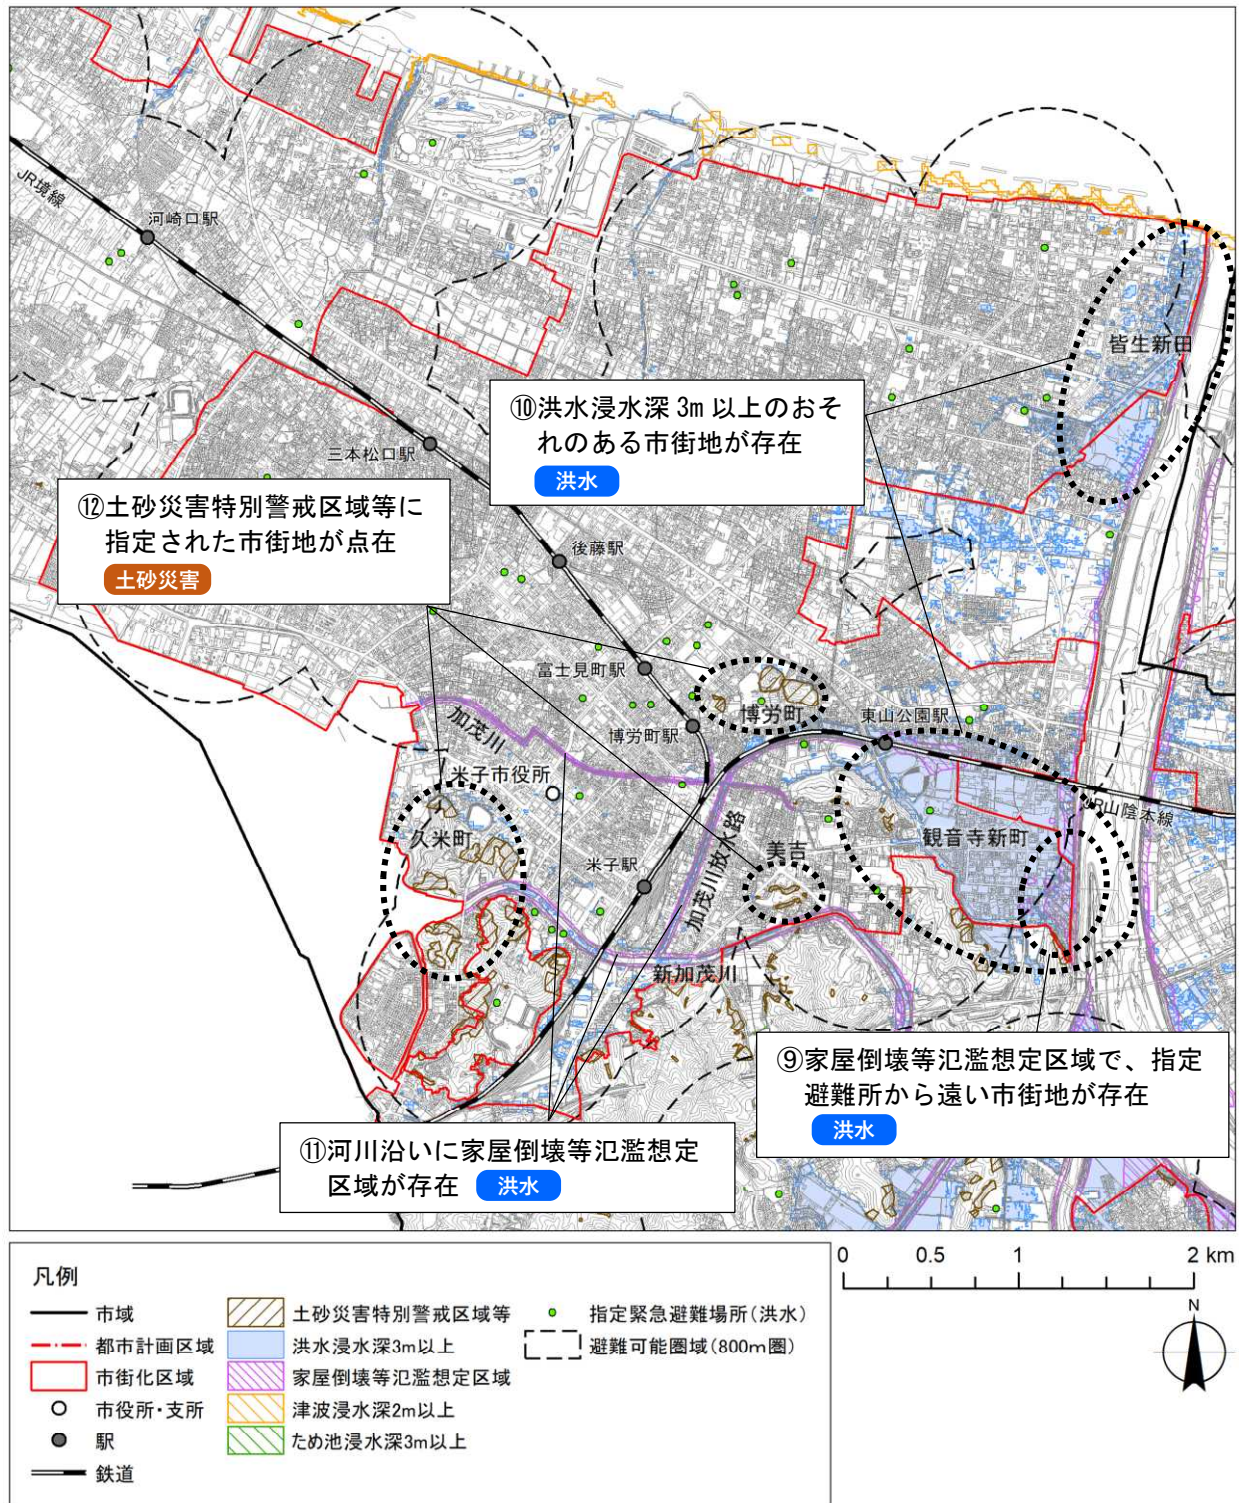 JR境線
河崎口駅
皆生新田
⑩洪水浸水深 3m 以上のおそ
れのある市街地が存在
洪水
三本松口駅
⑫土砂災害特別警戒区域等に
指定された市街地が点在
土砂災害
後藤駅
富士見町駅
博労町
加茂川
博労町駅
東山公園駅
米子市役所
JR山陰本線
久米町
加茂川放水路
美吉
観音寺新町
米子駅
新加茂川
⑨家屋倒壊等氾濫想定区域で、指定
避難所から遠い市街地が存在
洪水
⑪河川沿いに家屋倒壊等氾濫想定
区域が存在 洪水
凡例
市域
都市計画区域
市街化区域
市役所・支所
駅
鉄道
土砂災害特別警戒区域等
洪水浸水深3m以上
家屋倒壊等氾濫想定区域
津波浸水深2m以上
ため池浸水深3m以上
指定緊急避難場所(洪水)
避難可能圏域(800m圏)
0 0.5 1 2 km
N